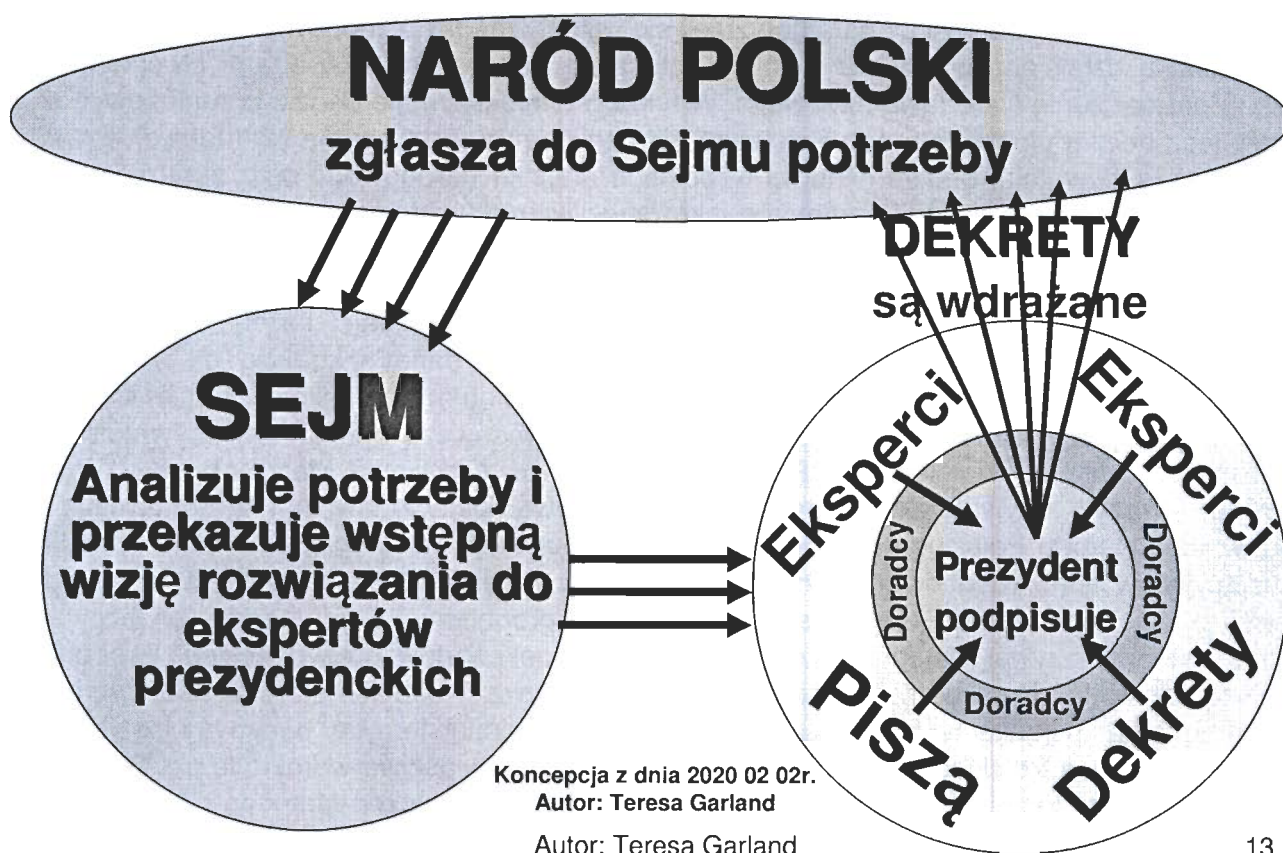 NARÓD POLSKI
zgłasza do Sejmu potrzeby
DEKRETY
są wdrażane
SEJM
Analizuje potrzeby i
przekazuje wstępną
wizję rozwiązania do
ekspertów
prezydenckich
Eksperci
Eksperci
Doradcy
Doradcy
Prezydent
podpisuje
Doradcy
Piszą
Dekrety
Koncepcja z dnia 2020 02 02r.
Autor: Teresa Garland
Autor: Teresa Garland
13